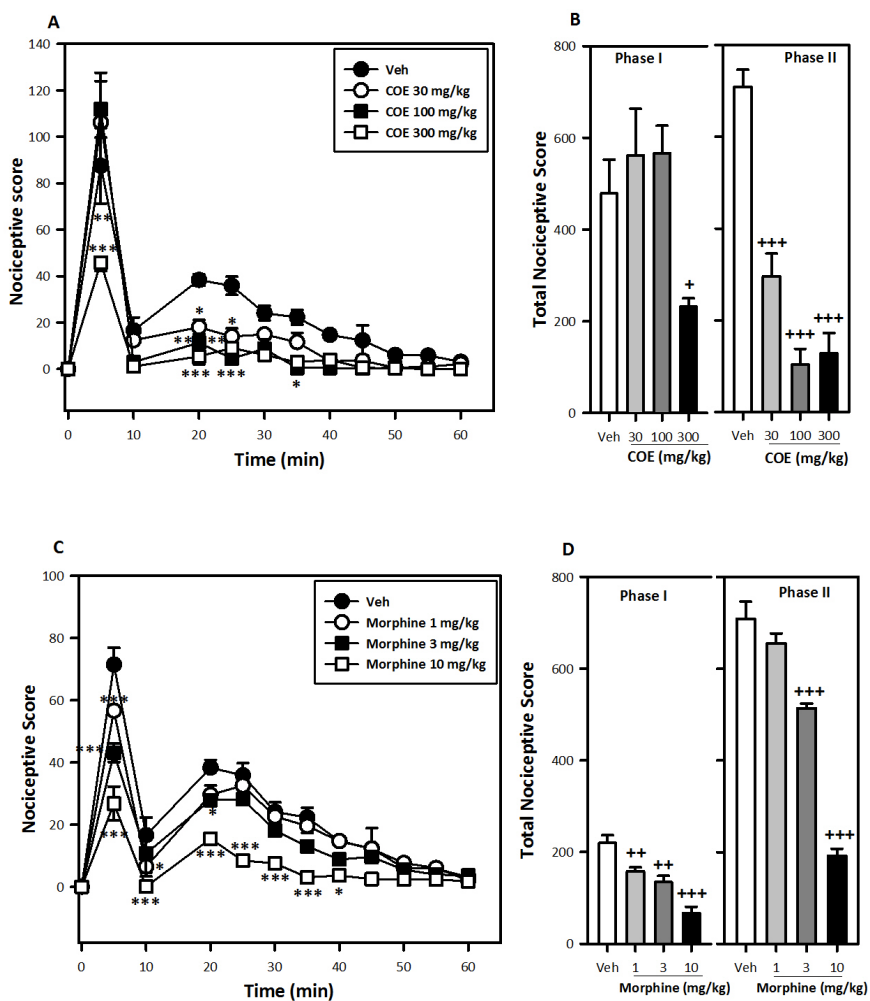 A
Nociceptive score
140
120
100
80
60
40
20
0
Veh
COE 30 mg/kg
COE 100 mg/kg
COE 300 mg/kg
**
***
*
*
**
**
***
***
*
0 10 20 30 40 50 60
Time (min)
B
Total Nociceptive Score
800
600
400
200
0
Phase I
Phase II
+
+++
+++
+++
Veh 30 100 300
COE (mg/kg)
Veh 30 100 300
COE (mg/kg)
C
Nociceptive Score
100
80
60
40
20
0
Veh
Morphine 1 mg/kg
Morphine 3 mg/kg
Morphine 10 mg/kg
***
***
***
*
***
*
***
***
***
***
*
0 10 20 30 40 50 60
Time (min)
D
Total Nociceptive Score
800
600
400
200
0
Phase I
Phase II
++
++
+++
+++
+++
Veh 1 3 10
Morphine (mg/kg)
Veh 1 3 10
Morphine (mg/kg)